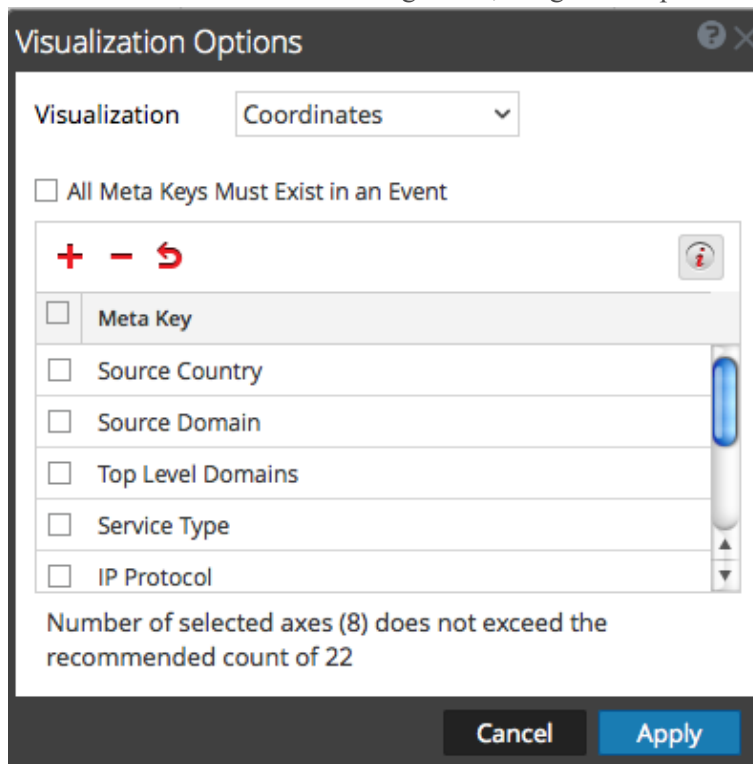 Visualization Options
Visualization Coordinates
All Meta Keys Must Exist in an Event
Meta Key
Source Country
Source Domain
Top Level Domains
Service Type
IP Protocol
Number of selected axes (8) does not exceed the
recommended count of 22
Cancel Apply